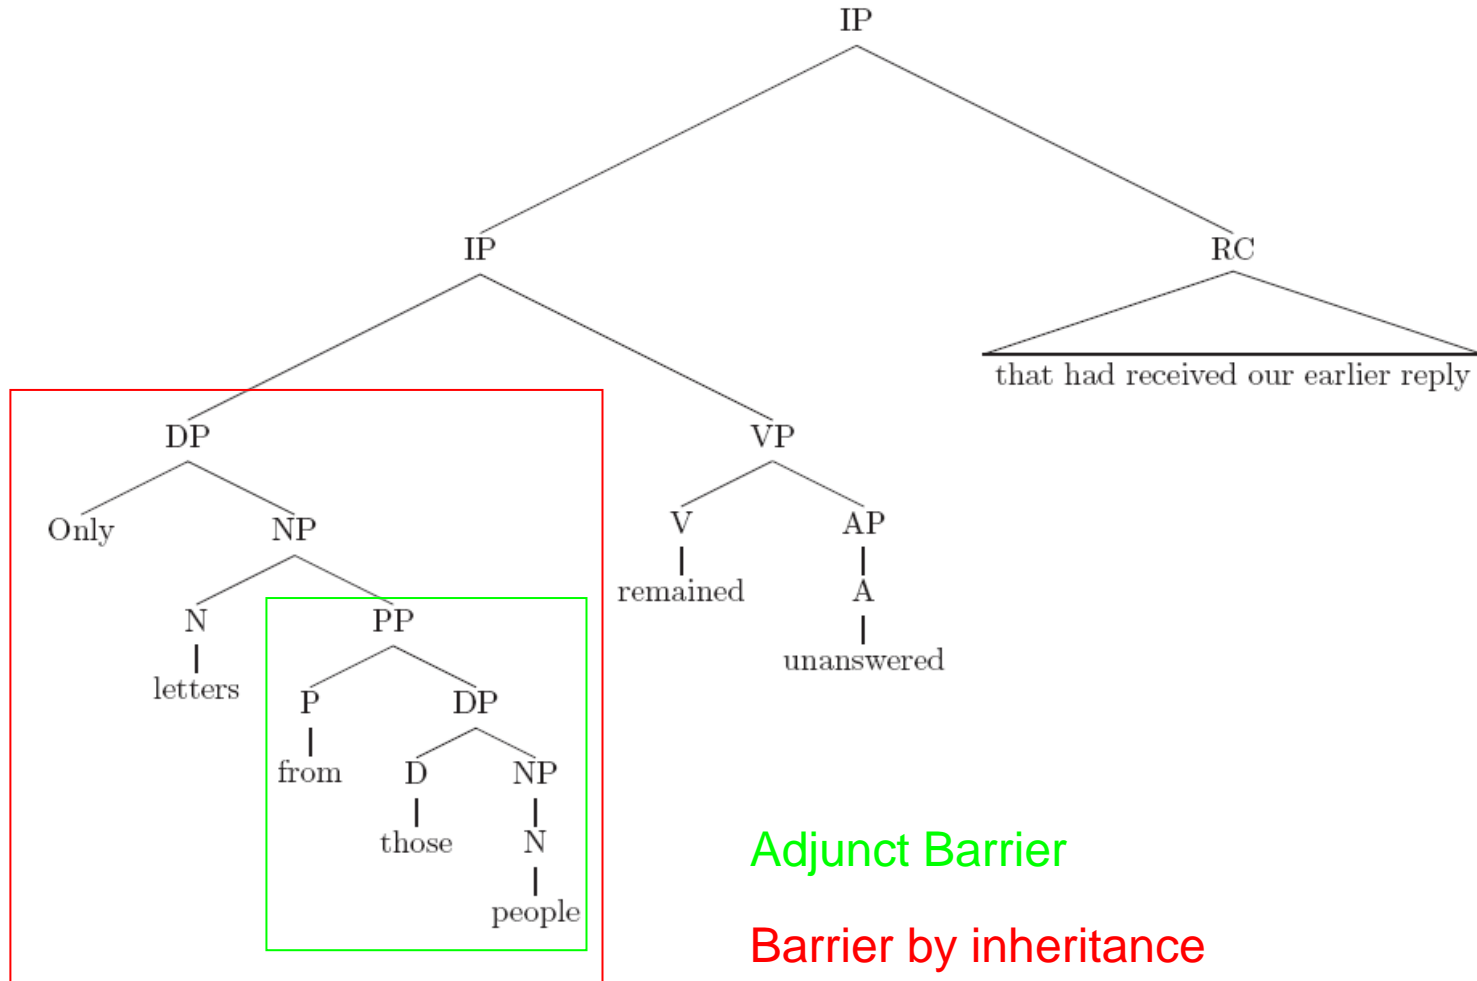 IP
IP RC
that had received our earlier reply
DP VP
Only NP V AP
remained A
N PP unanswered
letters P DP
from D NP
those N
people
Adjunct Barrier
Barrier by inheritance